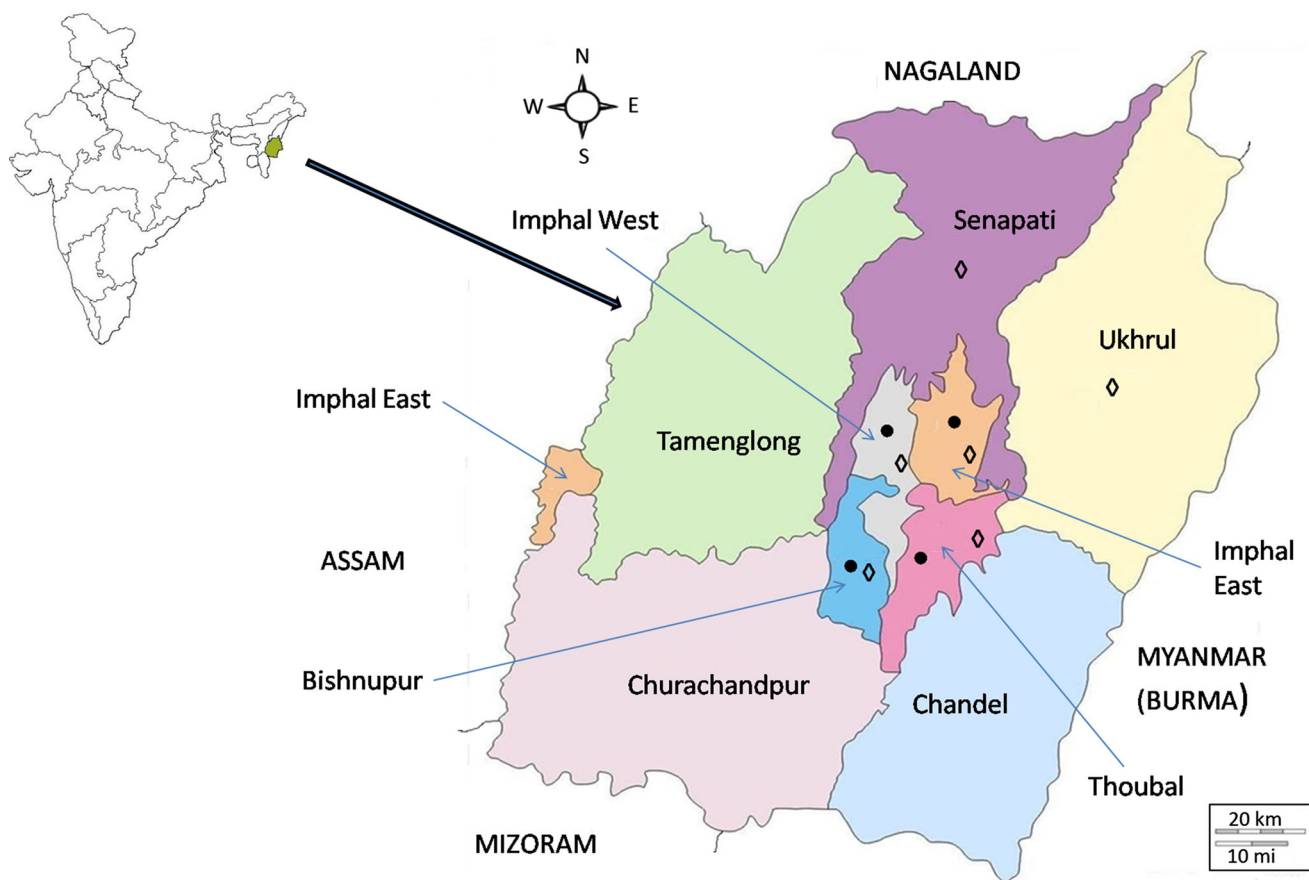 N
W
E
S
NAGALAND
Imphal West
Senapati
Ukhrul
Imphal East
Tamenglong
ASSAM
Imphal
East
Bishnupur
Churachandpur
Chandel
MYANMAR
(BURMA)
Thoubal
MIZORAM
20 km
10 mi